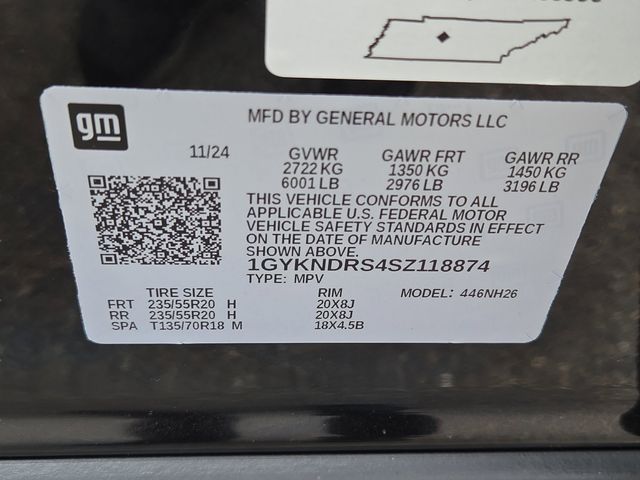 gm
MFD BY GENERAL MOTORS LLC
11/24 GVWR GAWR FRT GAWR RR
2722 KG 1350 KG 1450 KG
6001 LB 2976 LB 3196 LB
THIS VEHICLE CONFORMS TO ALL
APPLICABLE U.S. FEDERAL MOTOR
VEHICLE SAFETY STANDARDS IN EFFECT
ON THE DATE OF MANUFACTURE
SHOWN ABOVE.
1GYKNDRS4SZ118874
TYPE: MPV
TIRE SIZE RIM MODEL: 446NH26
FRT 235/55R20 H 20X8J
RR 235/55R20 H 20X8J
SPA T135/70R18 M 18X4.5B